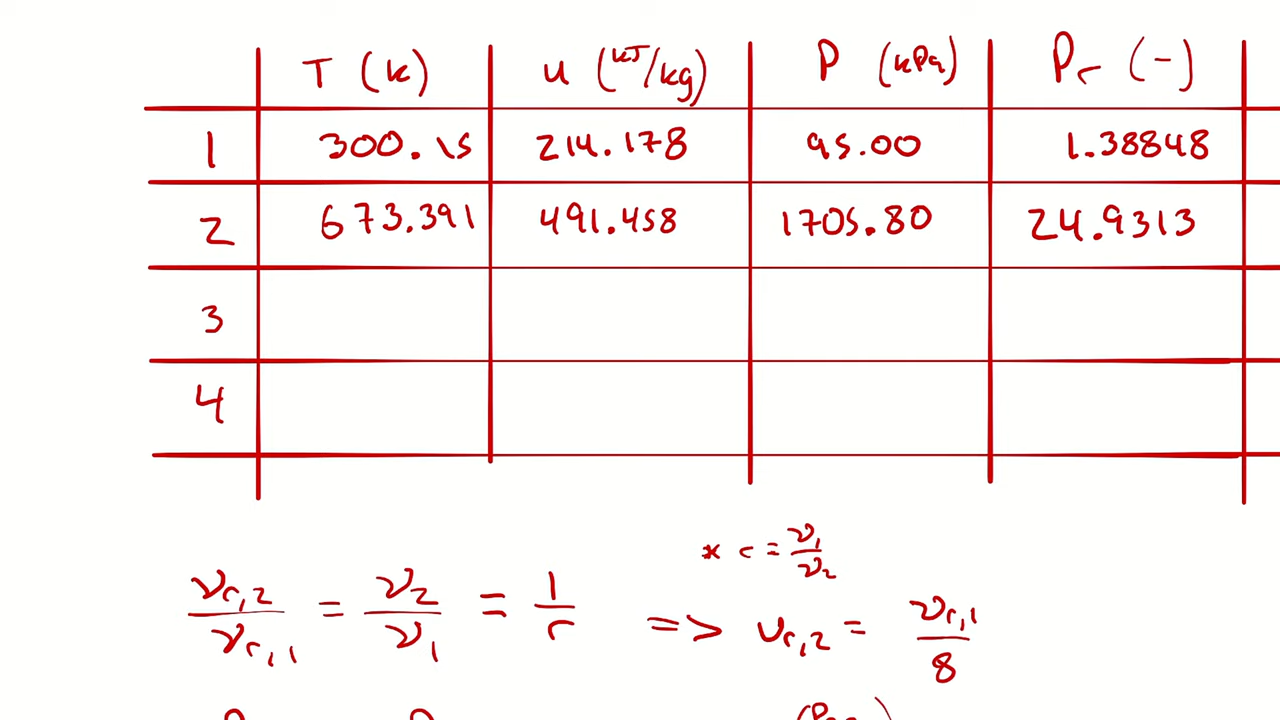 T (K) u (kJ/kg) P (kPa) Pr (-)
1 300.15 214.178 95.00 1.38848
2 673.391 491.458 1705.80 24.9313
3
4
* r = v1/v2
vr,2/vr,1 = v2/v1 = 1/r => vr,2 = vr,1/8